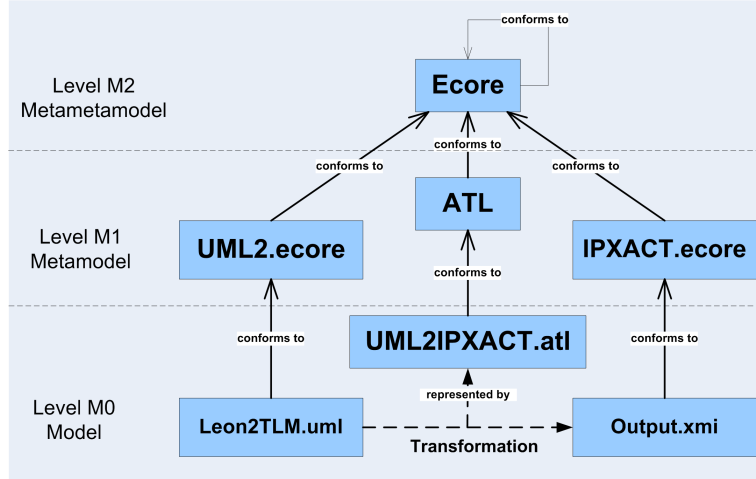 conforms to
Level M2
Metametamodel
Ecore
conforms to
conforms to
conforms to
Level M1
Metamodel
UML2.ecore
ATL
IPXACT.ecore
conforms to
conforms to
conforms to
UML2IPXACT.atl
represented by
Level M0
Model
Leon2TLM.uml
Output.xmi
Transformation